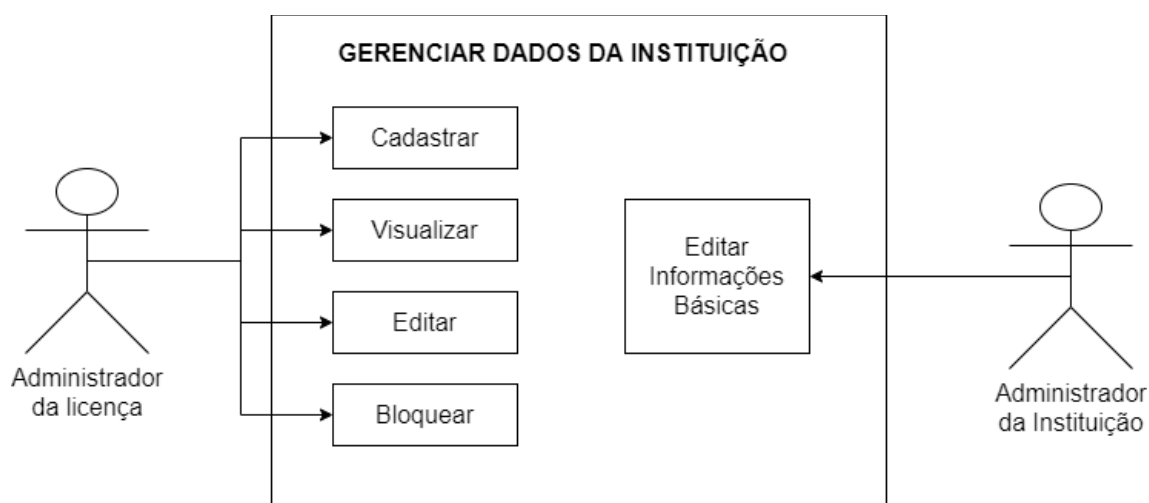 GERENCIAR DADOS DA INSTITUIÇÃO
Cadastrar
Visualizar
Editar
Bloquear
Editar
Informações
Básicas
Administrador
da licença
Administrador
da Instituição